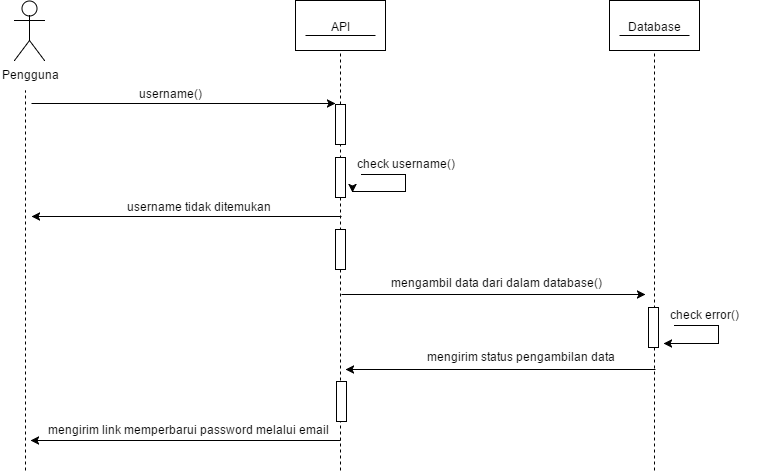 API
Database
Pengguna
username()
check username()
username tidak ditemukan
mengambil data dari dalam database()
check error()
mengirim status pengambilan data
mengirim link memperbarui password melalui email